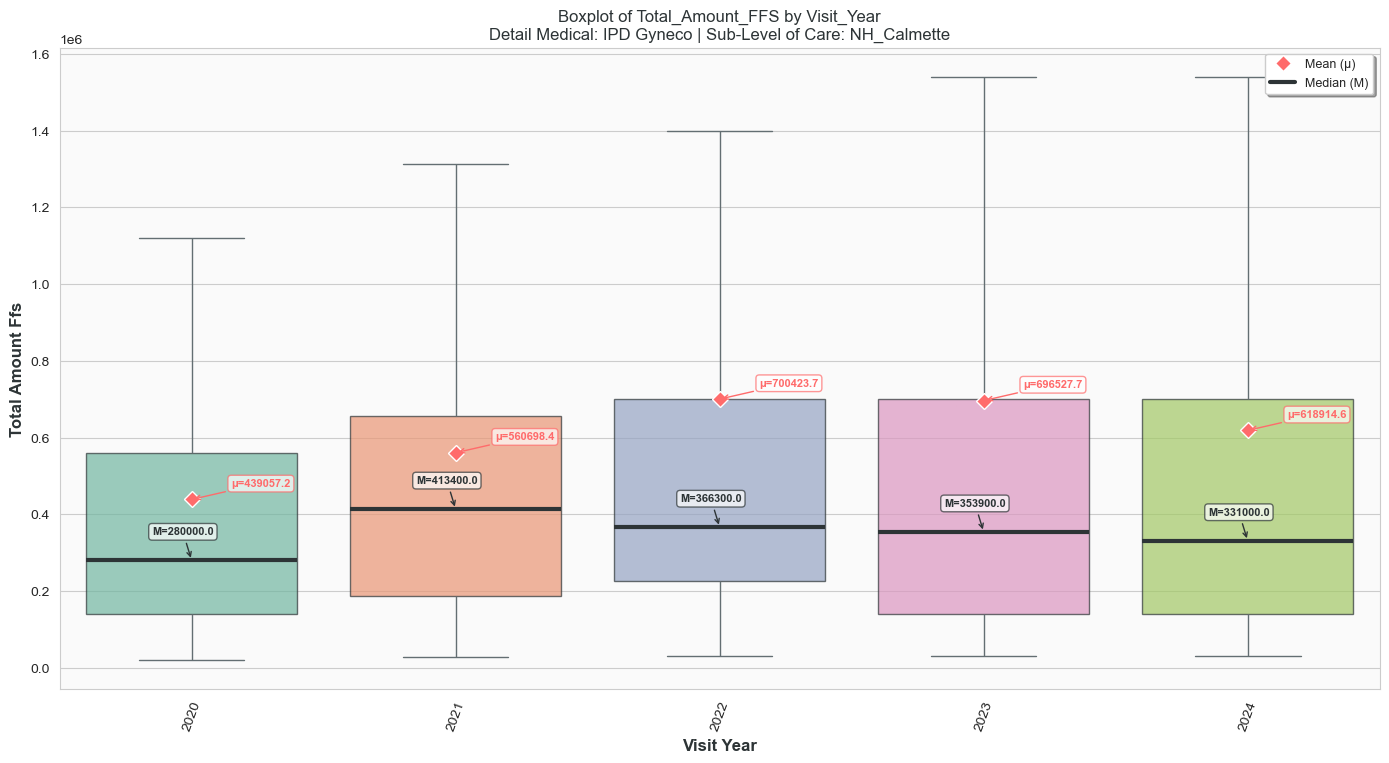 Boxplot of Total_Amount_FFS by Visit_Year
Detail Medical: IPD Gyneco | Sub-Level of Care: NH_Calmette
1e6
Mean (μ)
Median (M)
1.6
1.4
1.2
1.0
0.8
0.6
0.4
0.2
0.0
Total Amount Ffs
μ=439057.2
M=280000.0
μ=560698.4
M=413400.0
μ=700423.7
M=366300.0
μ=696527.7
M=353900.0
μ=618914.6
M=331000.0
2020
2021
2022
2023
2024
Visit Year